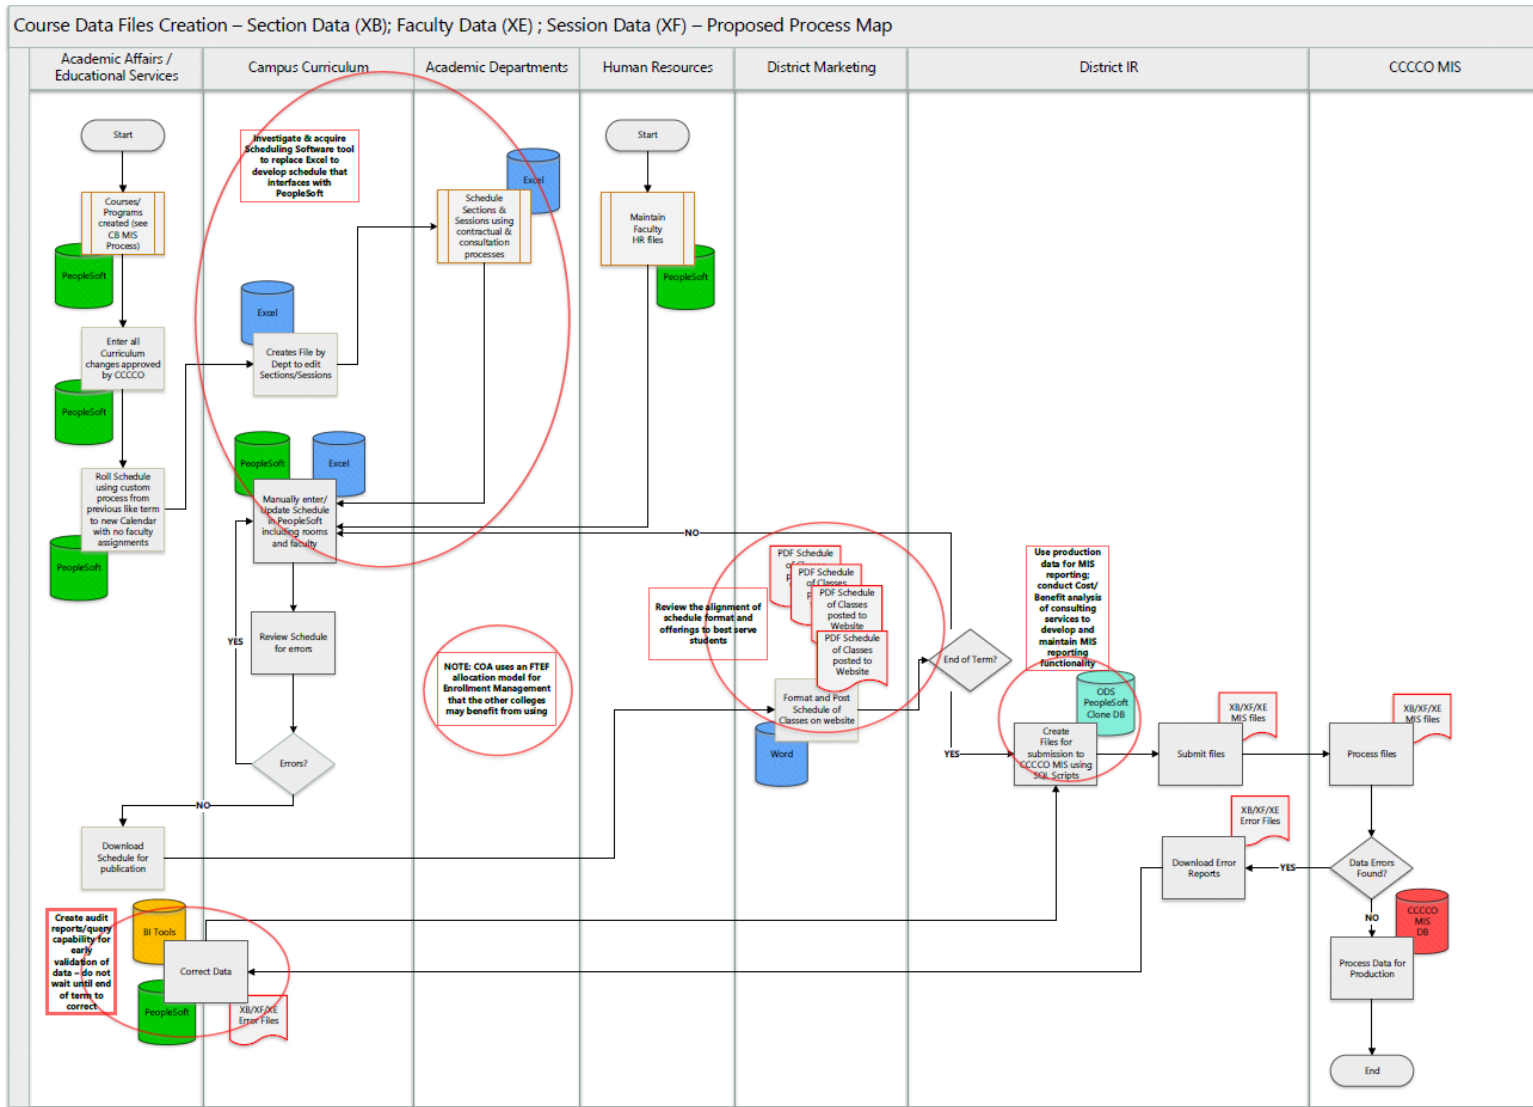 Course Data Files Creation – Section Data (XB); Faculty Data (XE) ; Session Data (XF) – Proposed Process Map
Academic Affairs /
Educational Services
Campus Curriculum
Academic Departments
Human Resources
District Marketing
District IR
CCCCO MIS
Start
Courses/
Programs
created (see
CB MIS
Process)
PeopleSoft
Enter all
Curriculum
changes approved
by CCCCO
PeopleSoft
Roll Schedule
using custom
process from
previous like term
to new Calendar
with no faculty
assignments
PeopleSoft
Investigate & acquire
Scheduling Software tool
to replace Excel to
develop schedule that
interfaces with
PeopleSoft
Excel
Creates File by
Dept to edit
Sections/Sessions
Excel
Schedule
Sections &
Sessions using
contractual &
consultation
processes
Start
Maintain
Faculty
HR files
PeopleSoft
PeopleSoft
Excel
Manually enter/
Update Schedule
in PeopleSoft
including rooms
and faculty
NO
YES
Review Schedule
for errors
Errors?
NO
NOTE: COA uses an FTEF
allocation model for
Enrollment Management
that the other colleges
may benefit from using
Review the alignment of
schedule format and
offerings to best serve
students
PDF Schedule
of Cl
p
PDF Schedule
of Classes
p
PDF Schedule
of Classes
posted to
Website
PDF Schedule
of Classes
posted to
Website
Format and Post
Schedule of
Classes on website
Word
End of Term?
YES
Use production
data for MIS
reporting;
conduct Cost/
Benefit analysis
of consulting
services to
develop and
maintain MIS
reporting
functionality
ODS
PeopleSoft
Clone DB
Create
Files for
submission to
CCCCO MIS using
SQL Scripts
XB/XF/XE
MIS files
Submit files
XB/XF/XE
MIS files
Process files
XB/XF/XE
Error Files
Download Error
Reports
YES
Data Errors
Found?
NO
CCCCO
MIS
DB
Process Data for
Production
End
Download
Schedule for
publication
Create audit
reports/query
capability for
early
validation of
data – do not
wait until end
of term to
correct
BI Tools
Correct Data
PeopleSoft
XB/XF/XE
Error Files